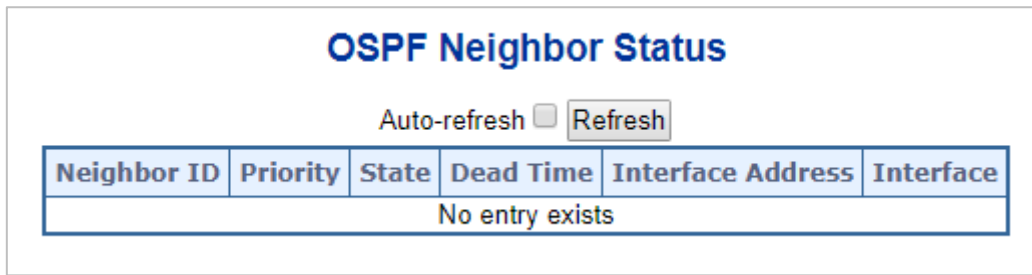 OSPF Neighbor Status
Auto-refresh Refresh
Neighbor ID Priority State Dead Time Interface Address Interface
No entry exists